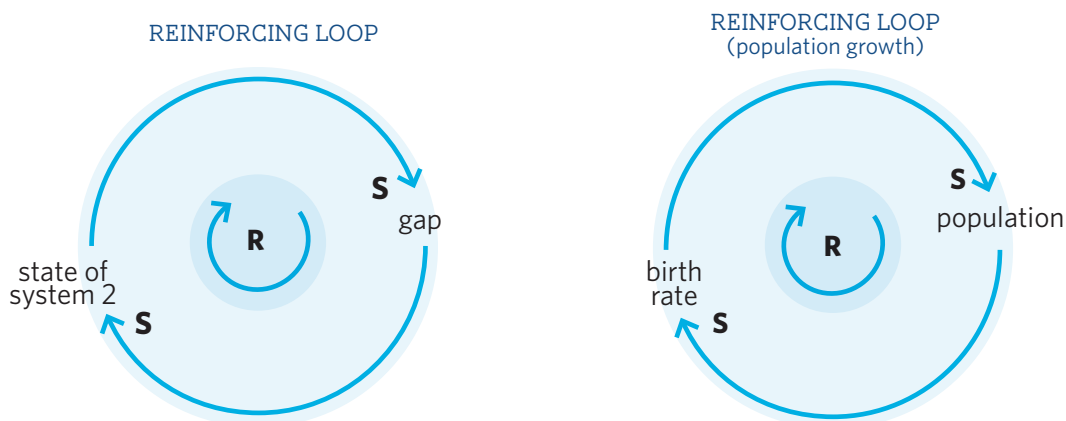 REINFORCING LOOP
S
gap
R
state of
system 2
S
REINFORCING LOOP
(population growth)
S
population
R
birth
rate
S